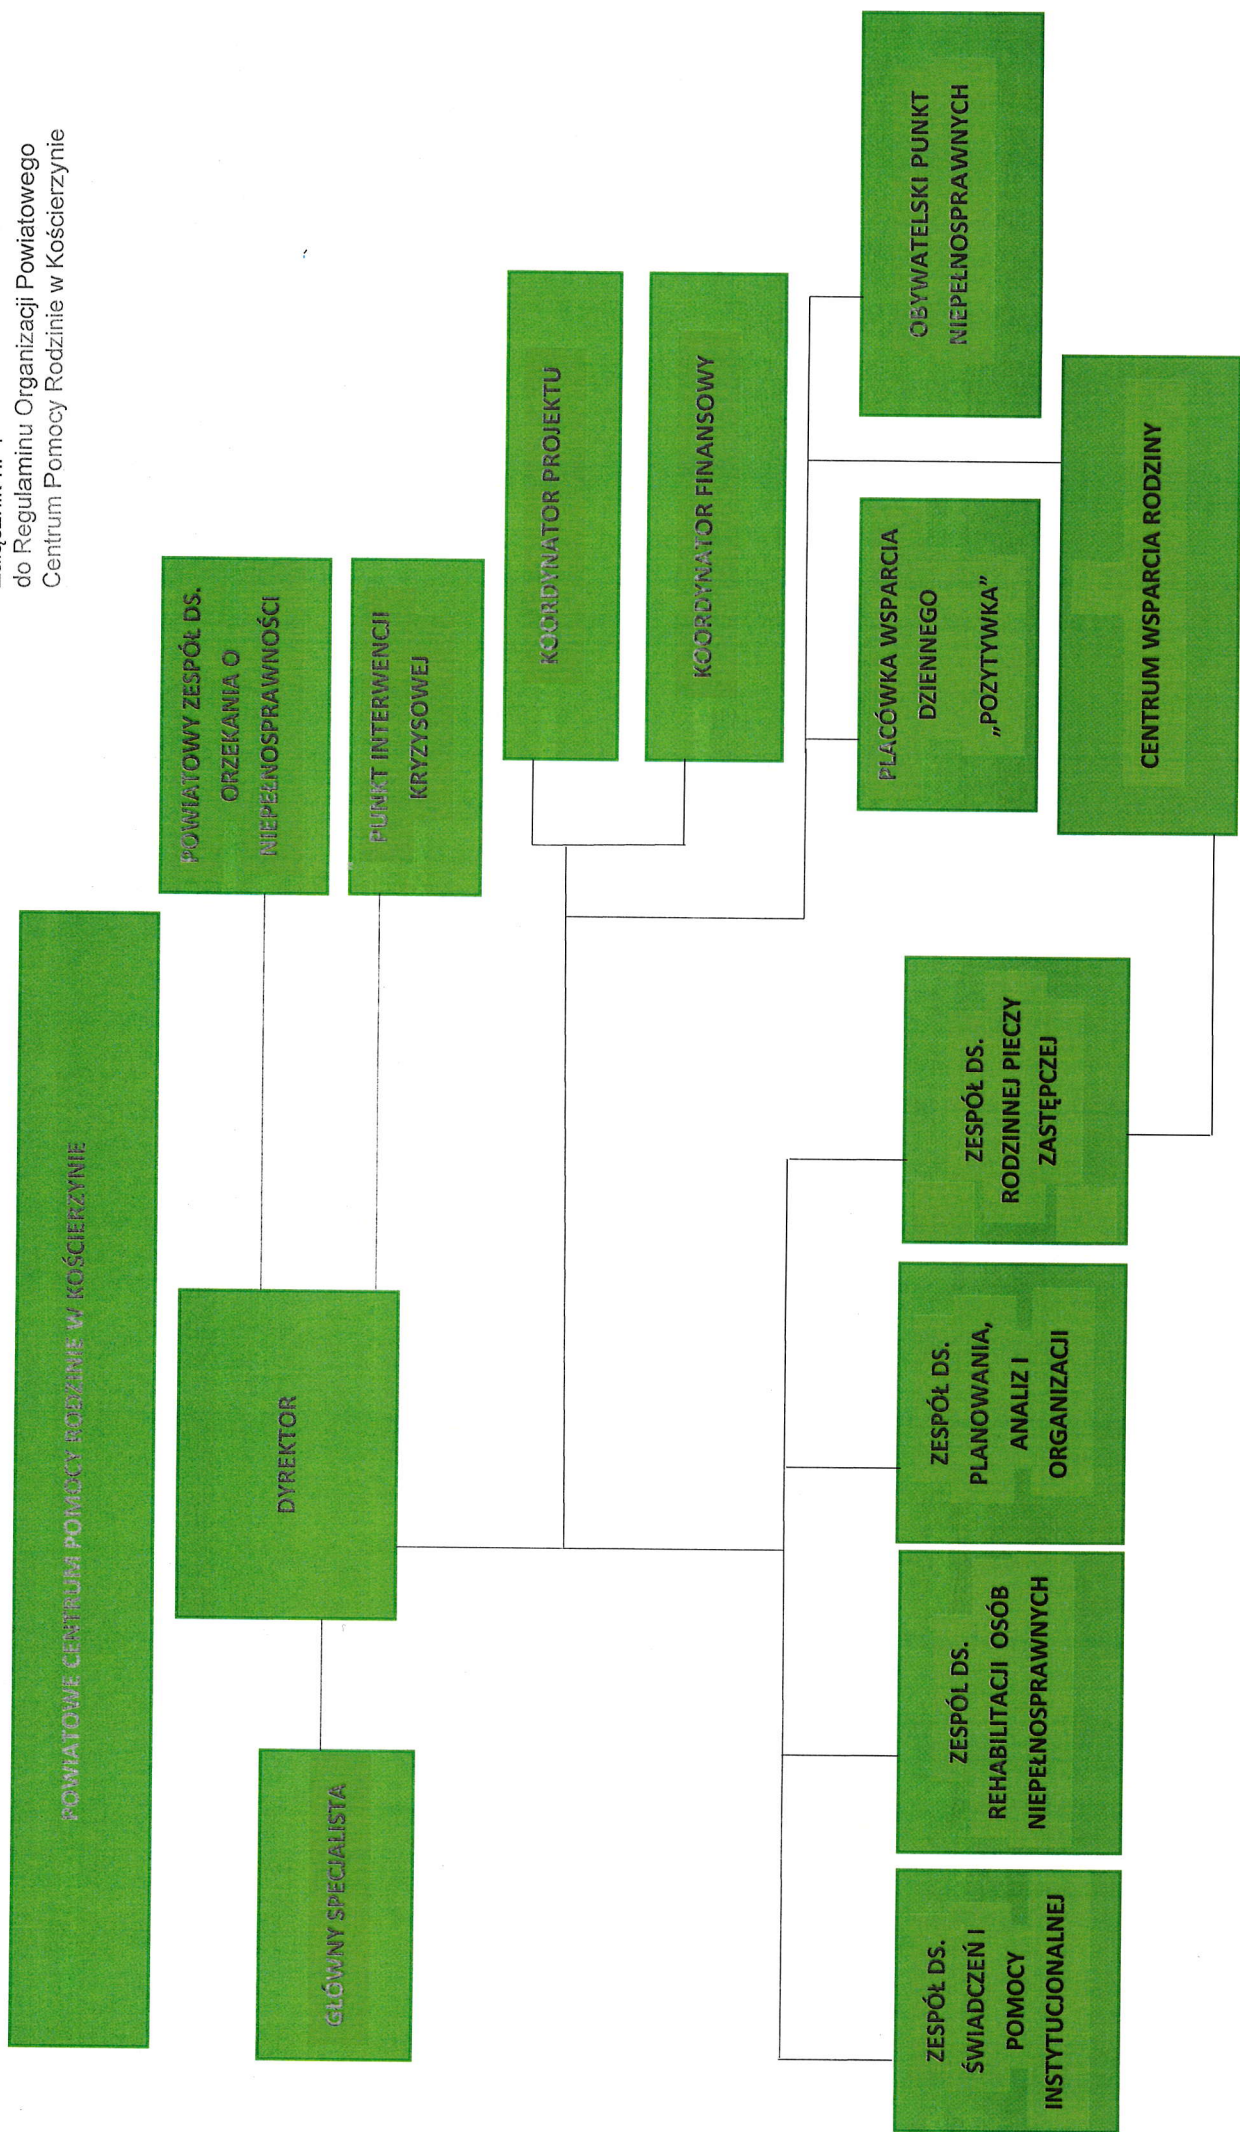 do Regulaminu Organizacji Powiatowego
Centrum Pomocy Rodzinie w Kościerzynie
POWIATOWE CENTRUM POMOCY RODZINIE W KOŚCIERZYNIE
GŁÓWNY SPECJALISTA
DYREKTOR
POWIATOWY ZESPÓŁ DS.
ORZEKANIA O
NIEPEŁNOSPRAWNOŚCI
PUNKT INTERWENCJI
KRYZYSOWEJ
KOORDYNATOR PROJEKTU
KOORDYNATOR FINANSOWY
PLACÓWKA WSPARCIA
DZIENNEGO
„POZYTYWKA”
OBYWATELSKI PUNKT
NIEPEŁNOSPRAWNYCH
CENTRUM WSPARCIA RODZINY
ZESPÓŁ DS.
ŚWIADCZEŃ I
POMOCY
INSTYTUCJONALNEJ
ZESPÓL DS.
REHABILITACJI OSÓB
NIEPEŁNOSPRAWNYCH
ZESPÓŁ DS.
PLANOWANIA,
ANALIZ I
ORGANIZACJI
ZESPÓŁ DS.
RODZINNEJ PIECZY
ZASTĘPCZEJ